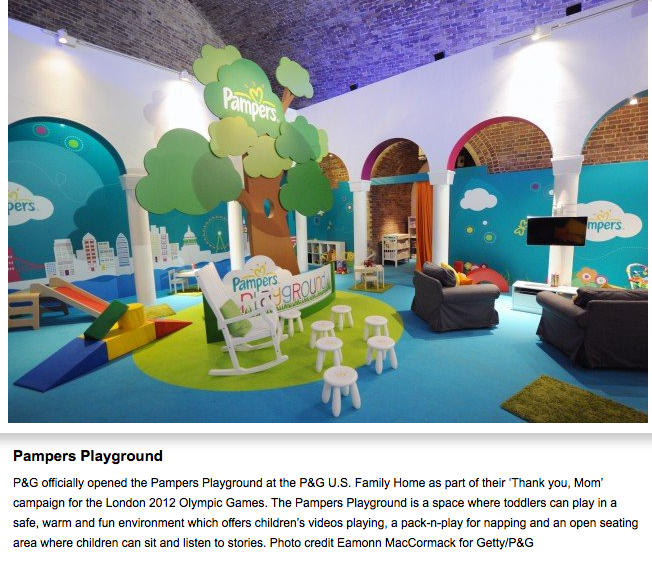 Pampers
pers
mpers
Pampers
Playground
Pampers Playground
P&G officially opened the Pampers Playground at the P&G U.S. Family Home as part of their 'Thank you, Mom'
campaign for the London 2012 Olympic Games. The Pampers Playground is a space where toddlers can play in a
safe, warm and fun environment which offers children's videos playing, a pack-n-play for napping and an open seating
area where children can sit and listen to stories. Photo credit Eamonn MacCormack for Getty/P&G